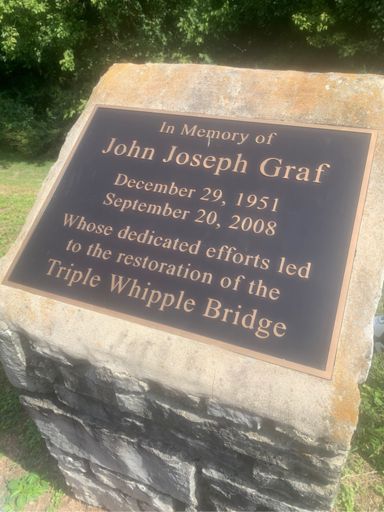 In Memory of
John Joseph Graf
December 29, 1951
September 20, 2008
Whose dedicated efforts led
to the restoration of the
Triple Whipple Bridge